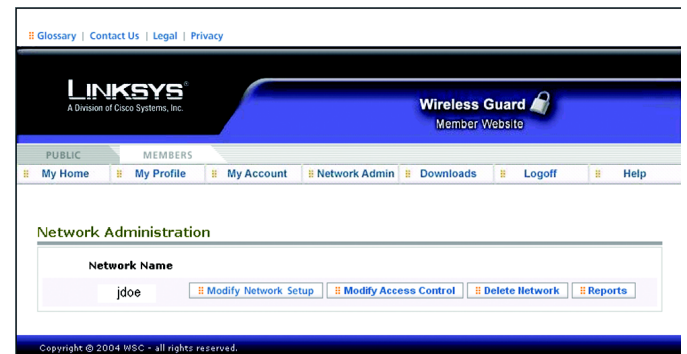 Glossary | Contact Us | Legal | Privacy
LINKSYS®
A Division of Cisco Systems, Inc.
Wireless Guard
Member Website
PUBLIC MEMBERS
My Home My Profile My Account Network Admin Downloads Logoff Help
Network Administration
Network Name
jdoe Modify Network Setup Modify Access Control Delete Network Reports
Copyright © 2004 WSC - all rights reserved.